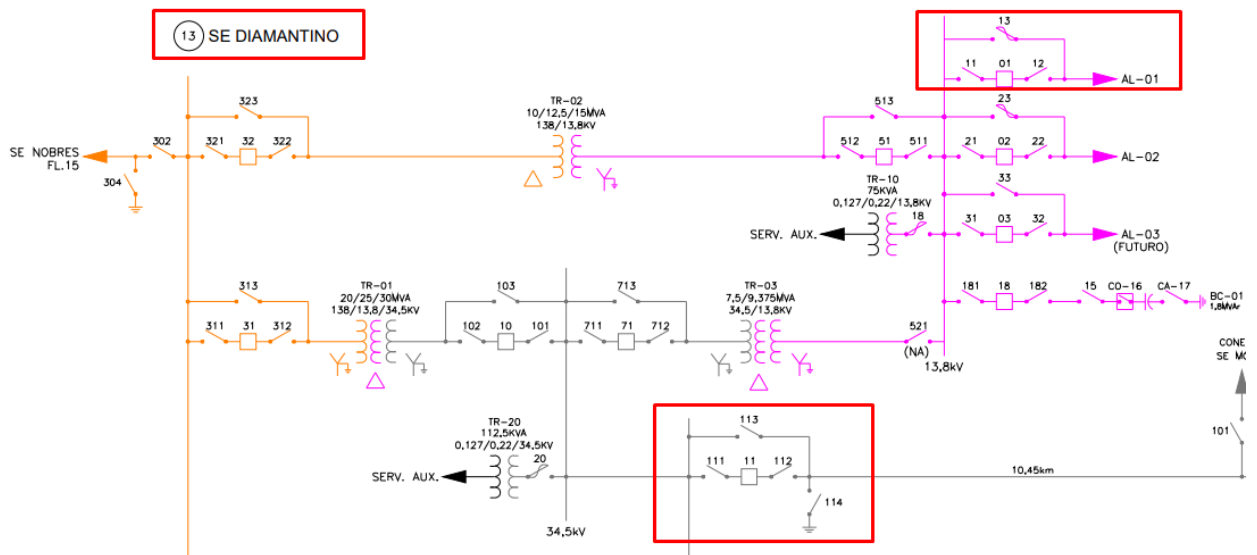 13 SE DIAMANTINO
13
11 01 12
AL-01
323
321 32 322
302
SE NOBRES
FL.15
304
TR-02
10/12,5/15MVA
138/13.8KV
513
512 51 511
23
21 02 22
AL-02
33
31 03 32
AL-03
(FUTURO)
TR-10
75KVA
0,127/0,22/13,8KV
18
SERV. AUX.
313
311 31 312
TR-01
20/25/30MVA
138/13,8/34,5KV
103
102 10 101
713
711 71 712
TR-03
7,5/9,375MVA
34,5/13,8KV
521
(NA)
13,8kV
181 18 182
15 CO-16 CA-17
BC-01
1,8MVAr
CONE
SE MO
101
TR-20
112,5KVA
0,127/0,22/34,5KV
20
SERV. AUX.
34,5kV
113
111 11 112
114
10,45km